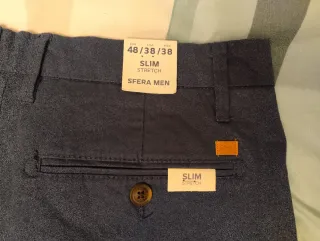 48/38/38
SLIM
STRETCH
SFERA MEN
SLIM
STRETCH